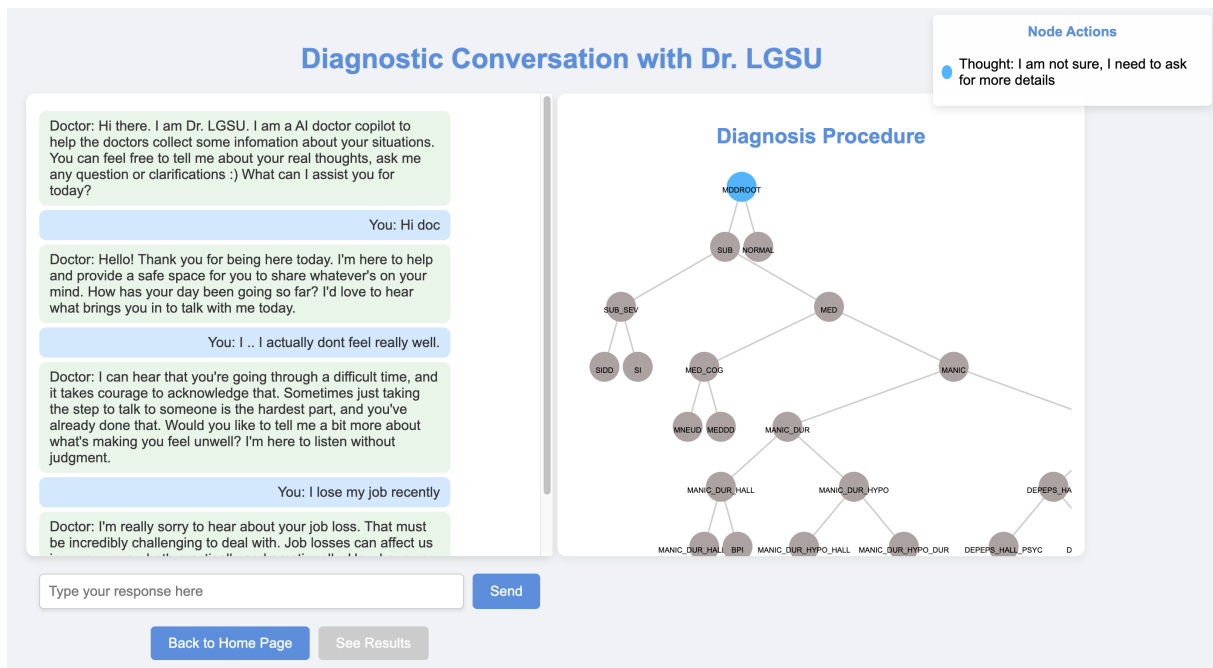 Diagnostic Conversation with Dr. LGSU
Node Actions
Thought: I am not sure, I need to ask
for more details
Doctor: Hi there. I am Dr. LGSU. I am a AI doctor copilot to
help the doctors collect some infomation about your situations.
You can feel free to tell me about your real thoughts, ask me
any question or clarifications :) What can I assist you for
today?
You: Hi doc
Doctor: Hello! Thank you for being here today. I'm here to help
and provide a safe space for you to share whatever's on your
mind. How has your day been going so far? I'd love to hear
what brings you in to talk with me today.
You: I .. I actually dont feel really well.
Doctor: I can hear that you're going through a difficult time, and
it takes courage to acknowledge that. Sometimes just taking
the step to talk to someone is the hardest part, and you've
already done that. Would you like to tell me a bit more about
what's making you feel unwell? I'm here to listen without
judgment.
You: I lose my job recently
Doctor: I'm really sorry to hear about your job loss. That must
be incredibly challenging to deal with. Job losses can affect us
Diagnosis Procedure
MDDROOT
SUB NORMAL
SUB_SEV MED
SIDD SI MED_COG MANIC
MNEUD MEDDD MANIC_DUR
MANIC_DUR_HALL MANIC_DUR_HYPO DEPEPS_HA
MANIC_DUR_HALL BPI MANIC_DUR_HYPO_HALL MANIC_DUR_HYPO_DUR DEPEPS_HALL_PSYC D
Type your response here
Send
Back to Home Page
See Results